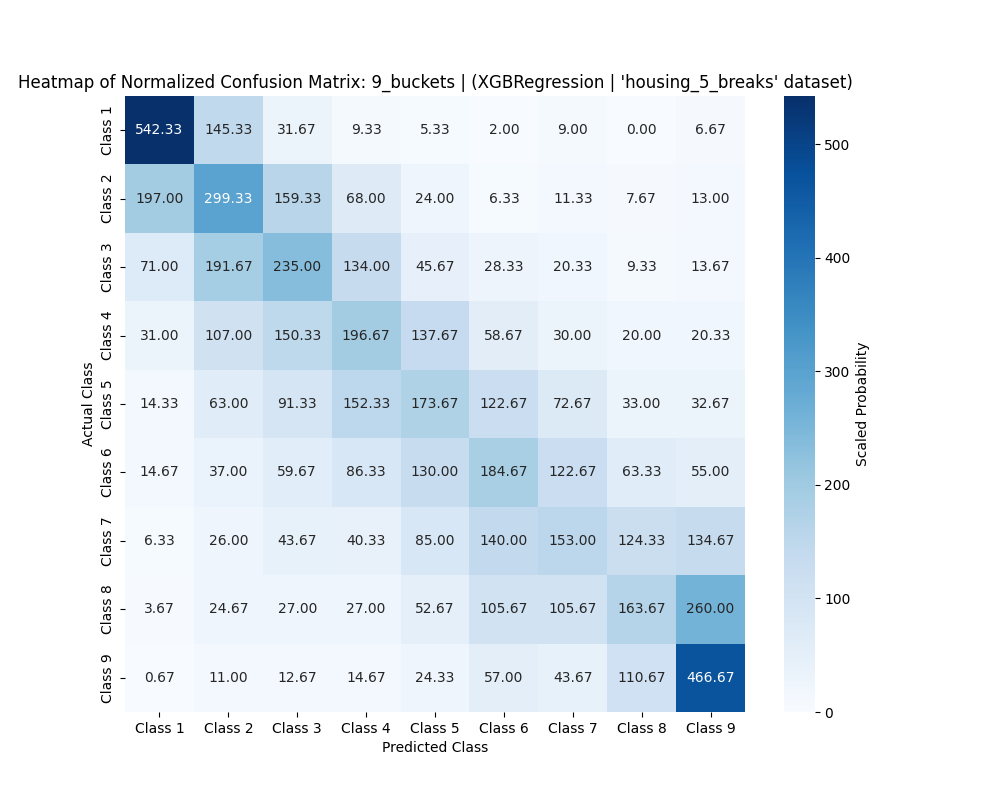 Heatmap of Normalized Confusion Matrix: 9_buckets | (XGBRegression | 'housing_5_breaks' dataset)
Class 1 542.33 145.33 31.67 9.33 5.33 2.00 9.00 0.00 6.67
Class 2 197.00 299.33 159.33 68.00 24.00 6.33 11.33 7.67 13.00
Class 3 71.00 191.67 235.00 134.00 45.67 28.33 20.33 9.33 13.67
Class 4 31.00 107.00 150.33 196.67 137.67 58.67 30.00 20.00 20.33
Class 5 14.33 63.00 91.33 152.33 173.67 122.67 72.67 33.00 32.67
Class 6 14.67 37.00 59.67 86.33 130.00 184.67 122.67 63.33 55.00
Class 7 6.33 26.00 43.67 40.33 85.00 140.00 153.00 124.33 134.67
Class 8 3.67 24.67 27.00 27.00 52.67 105.67 105.67 163.67 260.00
Class 9 0.67 11.00 12.67 14.67 24.33 57.00 43.67 110.67 466.67
Class 1 Class 2 Class 3 Class 4 Class 5 Class 6 Class 7 Class 8 Class 9
Predicted Class
Actual Class
500
400
300
200
100
0
Scaled Probability